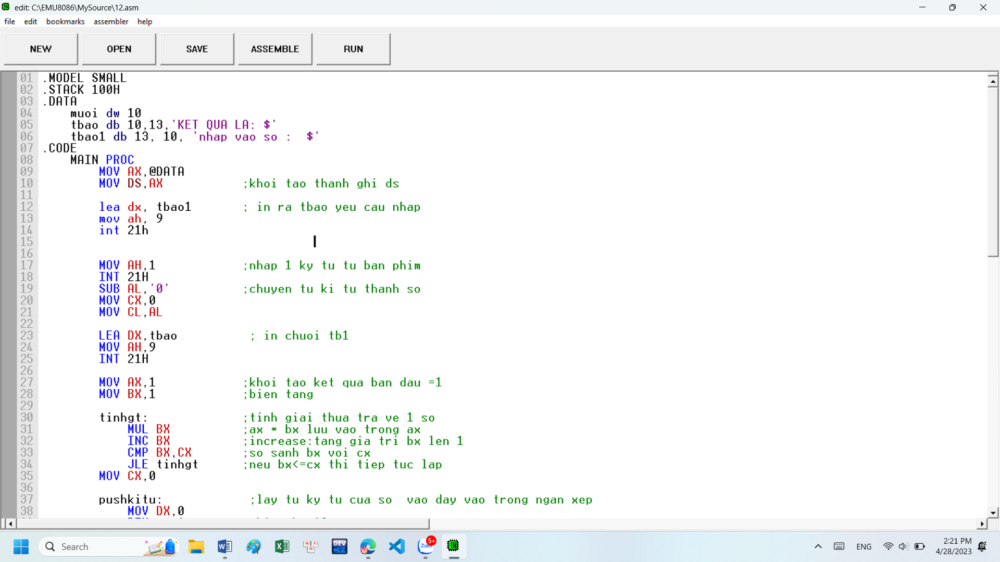 edit: C:\EMU8086\MySource\12.asm
file edit bookmarks assembler help
NEW OPEN SAVE ASSEMBLE RUN
01 .MODEL SMALL
02 .STACK 100H
03 .DATA
04 muoi dw 10
05 tbao db 10,13,'KET QUA LA: $'
06 tbao1 db 13, 10, 'nhap vao so :  $'
07 .CODE
08 MAIN PROC
09 MOV AX,@DATA
10 MOV DS,AX ;khoi tao thanh ghi ds
11
12 lea dx, tbao1 ; in ra tbao yeu cau nhap
13 mov ah, 9
14 int 21h
15
16
17 MOV AH,1 ;nhap 1 ky tu tu ban phim
18 INT 21H
19 SUB AL,'0' ;chuyen tu ki tu thanh so
20 MOV CX,0
21 MOV CL,AL
22
23 LEA DX,tbao ; in chuoi tb1
24 MOV AH,9
25 INT 21H
26
27 MOV AX,1 ;khoi tao ket qua ban dau =1
28 MOV BX,1 ;bien tang
29
30 tinhgt: ;tinh giai thua tra ve 1 so
31 MUL BX ;ax * bx luu vao trong ax
32 INC BX ;increase:tang gia tri bx len 1
33 CMP BX,CX ;so sanh bx voi cx
34 JLE tinhgt ;neu bx<=cx thi tiep tuc lap
35 MOV CX,0
36
37 pushkitu: ;lay tu ky tu cua so  vao day vao trong ngan xep
38 MOV DX,0
Search
DEV C++
Zalo 5+
ENG
2:21 PM
4/28/2023